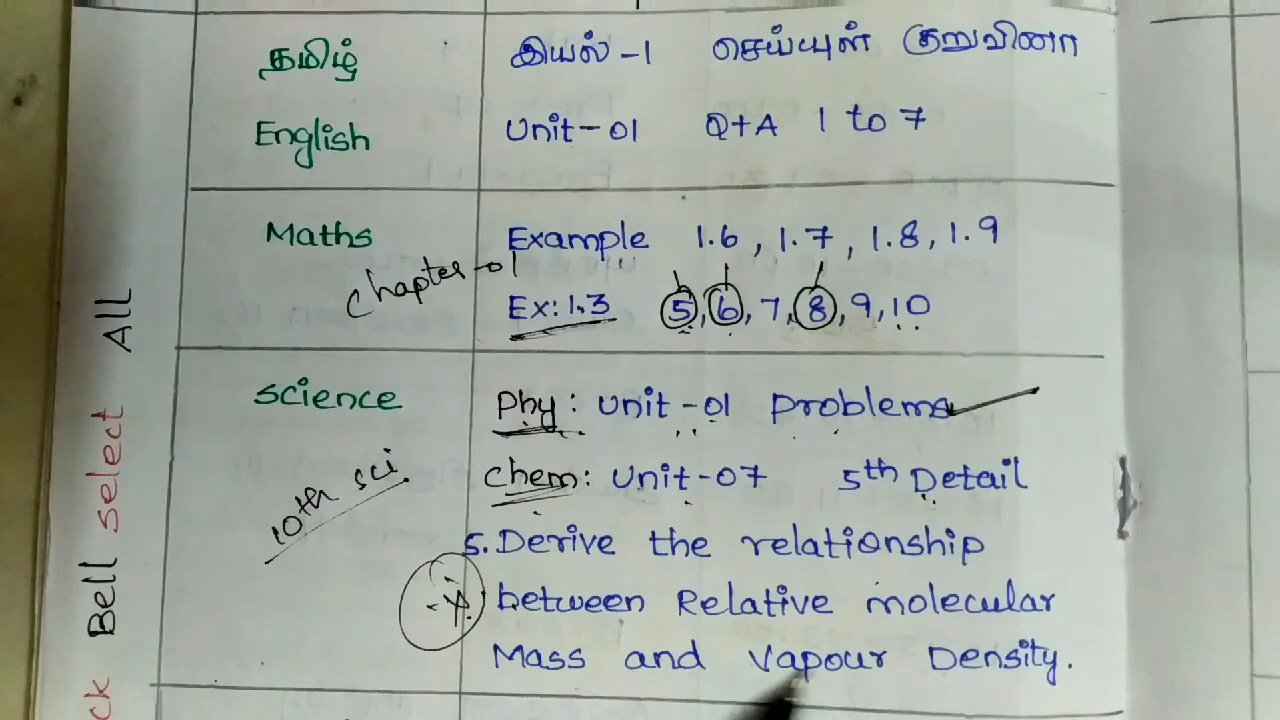 தமிழ் இயல் -1 செய்யுள் குறுவினா
English Unit-01 Q+A 1 to 7
Maths Example 1.6, 1.7, 1.8, 1.9
Chapter-01
Ex: 1.3 5, 6, 7, 8, 9, 10
Science Phy: Unit-01 Problems
Chem: Unit-07 5th Detail
10th sci
5. Derive the relationship
between Relative molecular
Mass and Vapour Density.
ck Bell select All